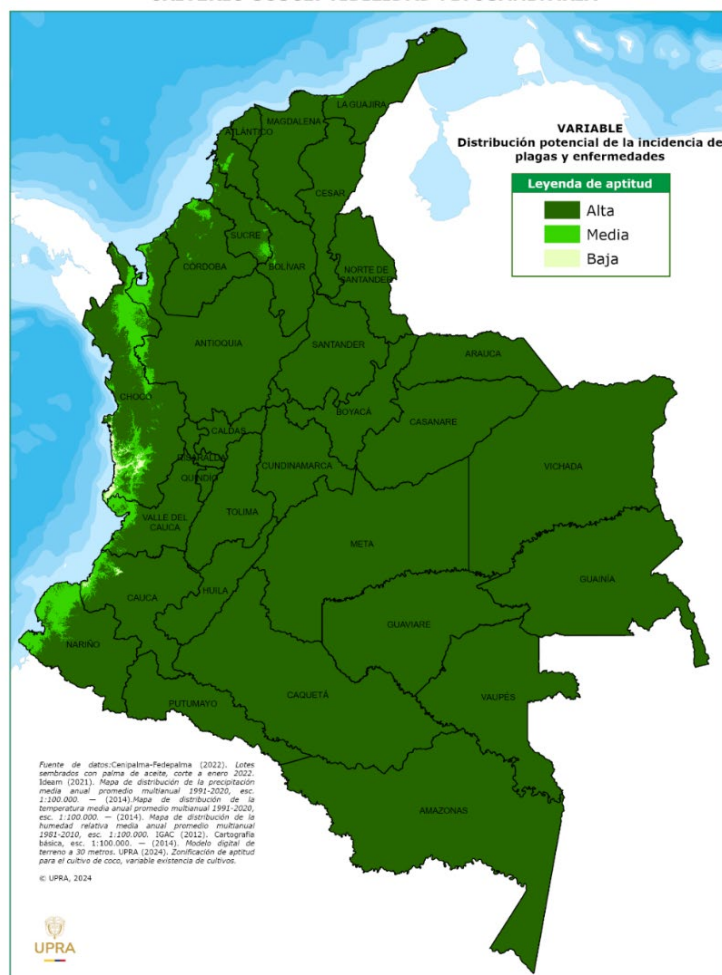 VARIABLE
Distribución potencial de la incidencia de
plagas y enfermedades
Leyenda de aptitud
Alta
Media
Baja
LA GUAJIRA
MAGDALENA
ATLÁNTICO
CESAR
SUCRE
CÓRDOBA
BOLÍVAR
NORTE DE
SANTANDER
ANTIOQUIA
SANTANDER
ARAUCA
CHOCÓ
BOYACÁ
CASANARE
CALDAS
RISARALDA
CUNDINAMARCA
QUINDÍO
VICHADA
TOLIMA
VALLE DEL
CAUCA
META
GUAINÍA
CAUCA
HUILA
GUAVIARE
NARIÑO
VAUPÉS
CAQUETÁ
PUTUMAYO
AMAZONAS
Fuente de datos:Cenipalma-Fedepalma (2022). Lotes
sembrados con palma de aceite, corte a enero 2022.
Ideam (2021). Mapa de distribución de la precipitación
media anual promedio multianual 1991-2020, esc.
1:100.000. — (2014).Mapa de distribución de la
temperatura media anual promedio multianual 1991-2020,
esc. 1:100.000. — (2014). Mapa de distribución de la
humedad relativa media anual promedio multianual
1981-2010, esc. 1:100.000. IGAC (2012). Cartografía
básica, esc. 1:100.000. — (2014). Modelo digital de
terreno a 30 metros. UPRA (2024). Zonificación de aptitud
para el cultivo de coco, variable existencia de cultivos.
© UPRA, 2024
UPRA